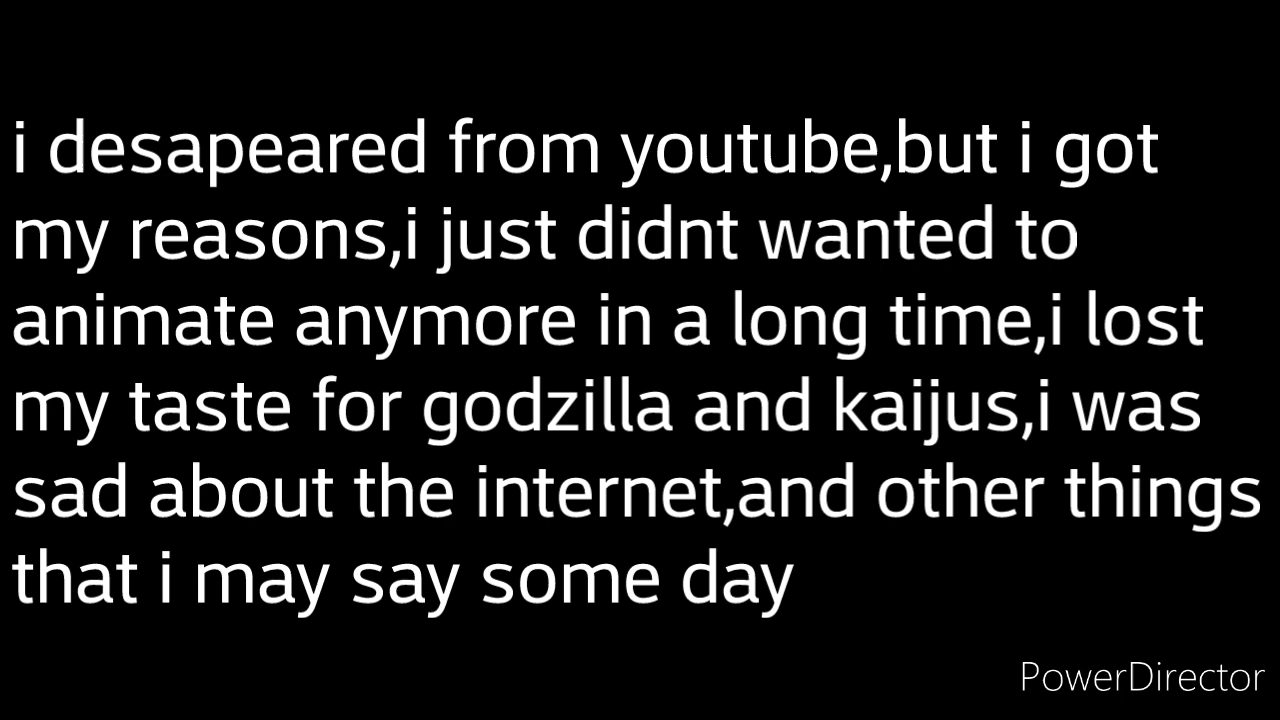 i desapeared from youtube,but i got
my reasons,i just didnt wanted to
animate anymore in a long time,i lost
my taste for godzilla and kaijus,i was
sad about the internet,and other things
that i may say some day
PowerDirector